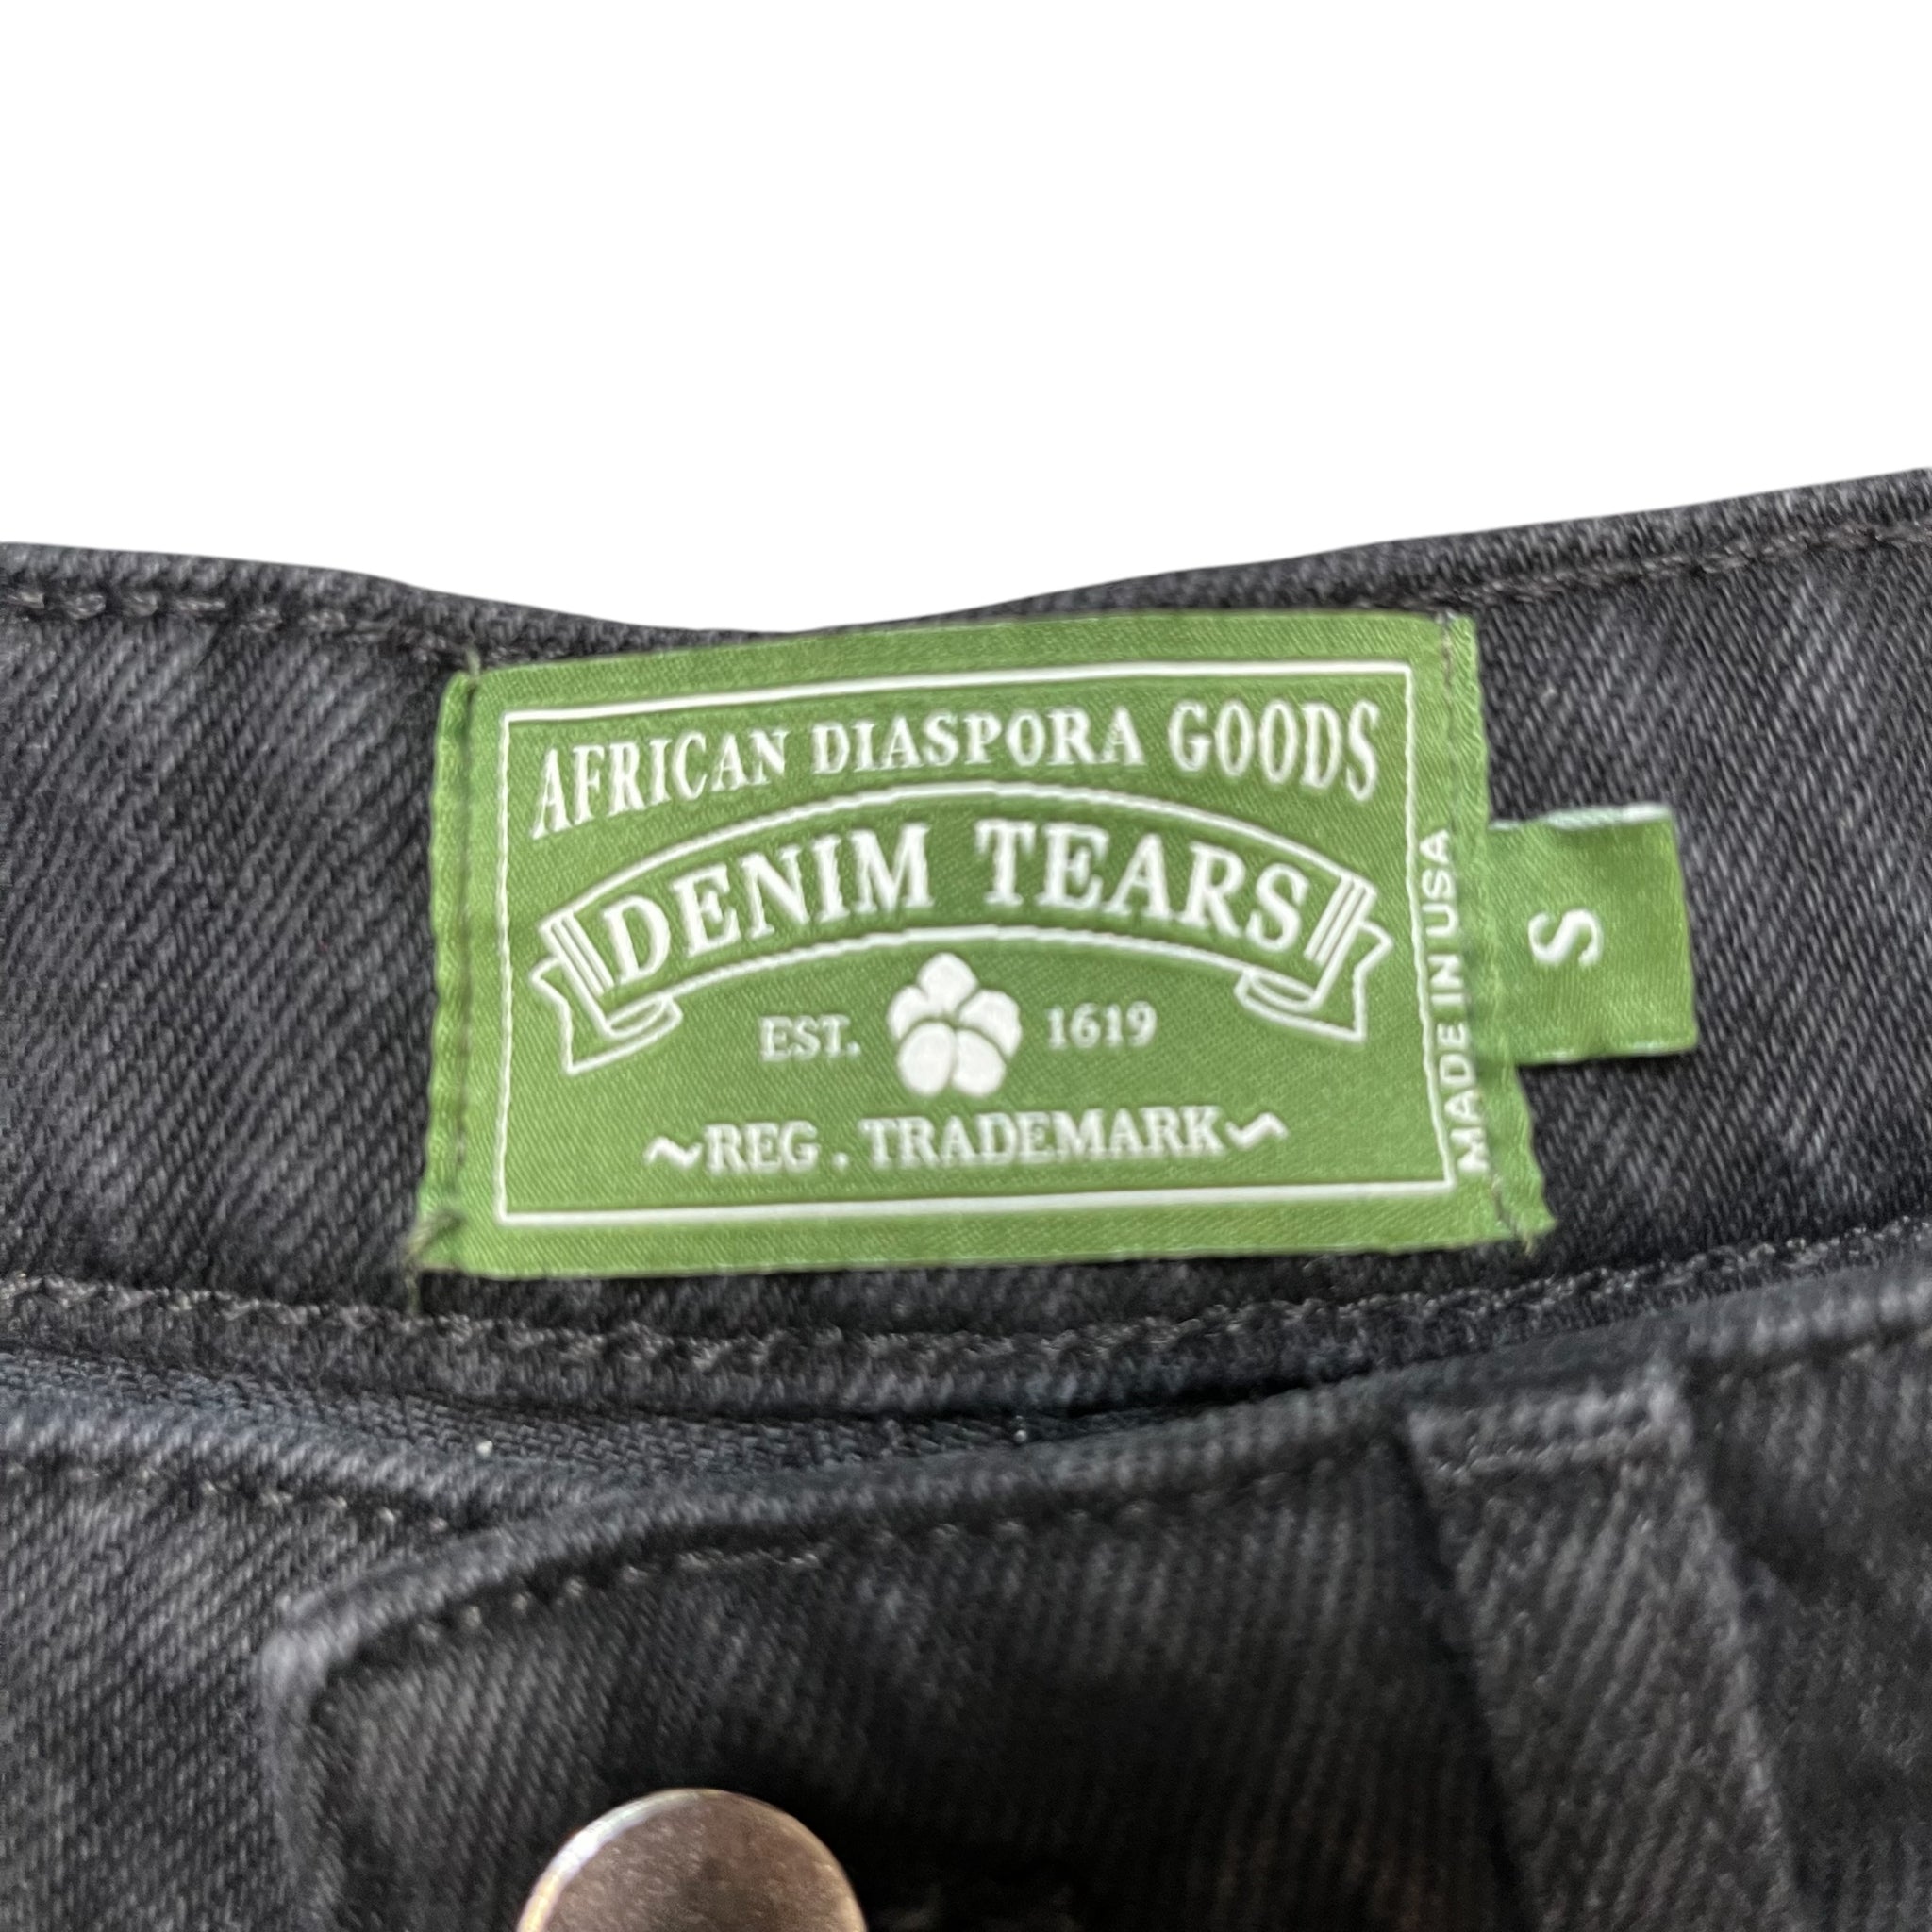 AFRICAN DIASPORA GOODS
DENIM TEARS
EST. 1619
~REG. TRADEMARK~
MADE IN USA
S